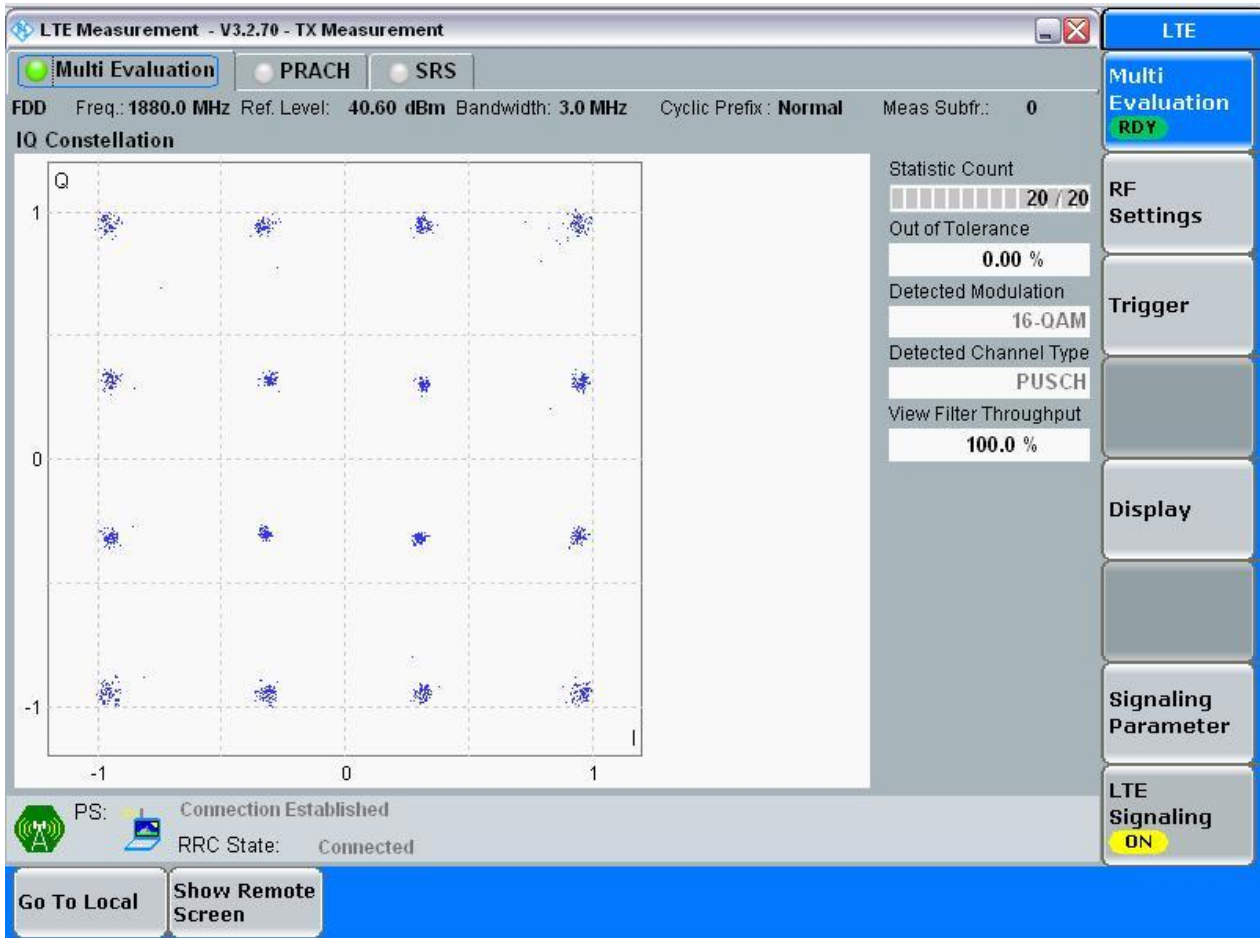 LTE Measurement - V3.2.70 - TX Measurement
LTE
Multi Evaluation PRACH SRS
FDD Freq.: 1880.0 MHz Ref. Level: 40.60 dBm Bandwidth: 3.0 MHz Cyclic Prefix : Normal Meas Subfr.: 0
IQ Constellation
Q
1
0
-1
I
-1 0 1
Statistic Count
20 / 20
Out of Tolerance
0.00 %
Detected Modulation
16-QAM
Detected Channel Type
PUSCH
View Filter Throughput
100.0 %
Multi
Evaluation
RDY
RF
Settings
Trigger
Display
Signaling
Parameter
LTE
Signaling
ON
PS: Connection Established
RRC State: Connected
Go To Local
Show Remote
Screen